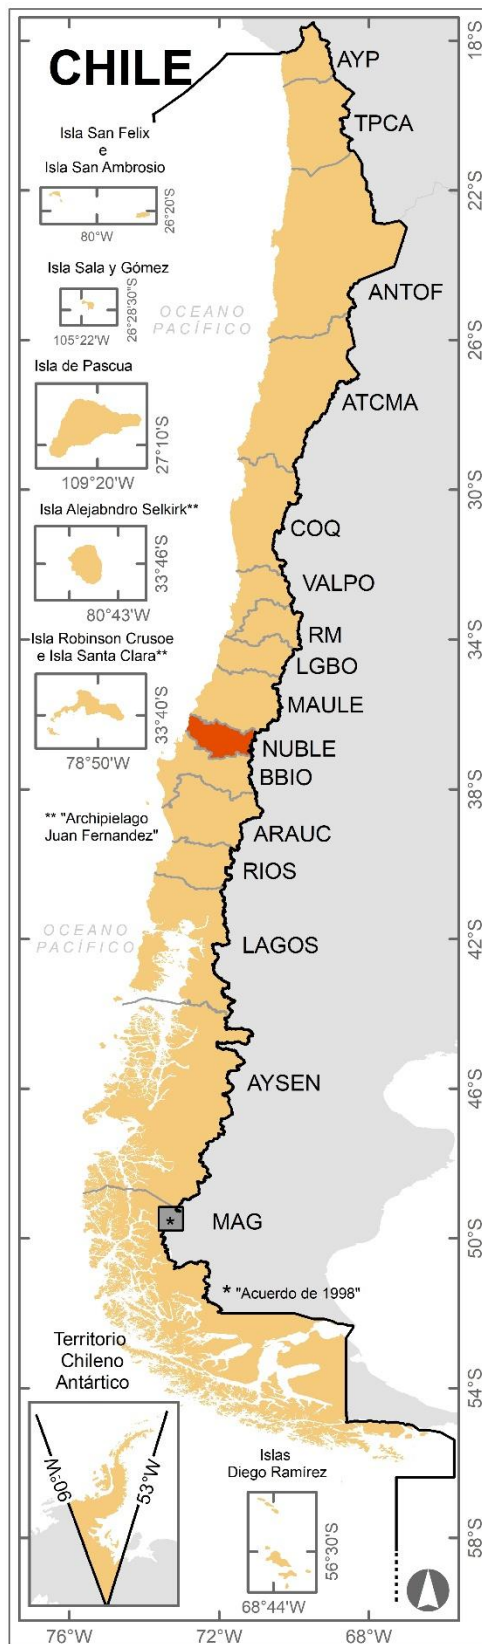 CHILE
Isla San Felix
e
Isla San Ambrosio
26°20'S
80°W
Isla Sala y Gómez
26°28'30"S
105°22'W
OCEANO
PACÍFICO
Isla de Pascua
27°10'S
109°20'W
Isla Alejabndro Selkirk**
33°46'S
80°43'W
Isla Robinson Crusoe
e Isla Santa Clara**
33°40'S
78°50'W
** "Archipielago
Juan Fernandez"
OCEANO
PACÍFICO
AYP
TPCA
ANTOF
ATCMA
COQ
VALPO
RM
LGBO
MAULE
NUBLE
BBIO
ARAUC
RIOS
LAGOS
AYSEN
MAG
*
* "Acuerdo de 1998"
Territorio
Chileno
Antártico
90°W
53°W
Islas
Diego Ramírez
56°30'S
68°44'W
18°S
22°S
26°S
30°S
34°S
38°S
42°S
46°S
50°S
54°S
58°S
76°W
72°W
68°W